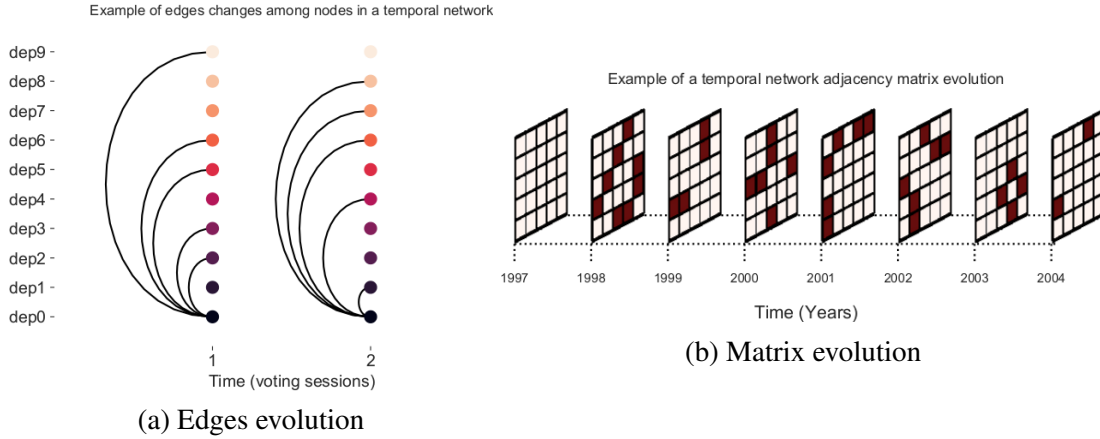 Example of edges changes among nodes in a temporal network
dep9
dep8
dep7
dep6
dep5
dep4
dep3
dep2
dep1
dep0
1
2
Time (voting sessions)
(a) Edges evolution
Example of a temporal network adjacency matrix evolution
1997
1998
1999
2000
2001
2002
2003
2004
Time (Years)
(b) Matrix evolution